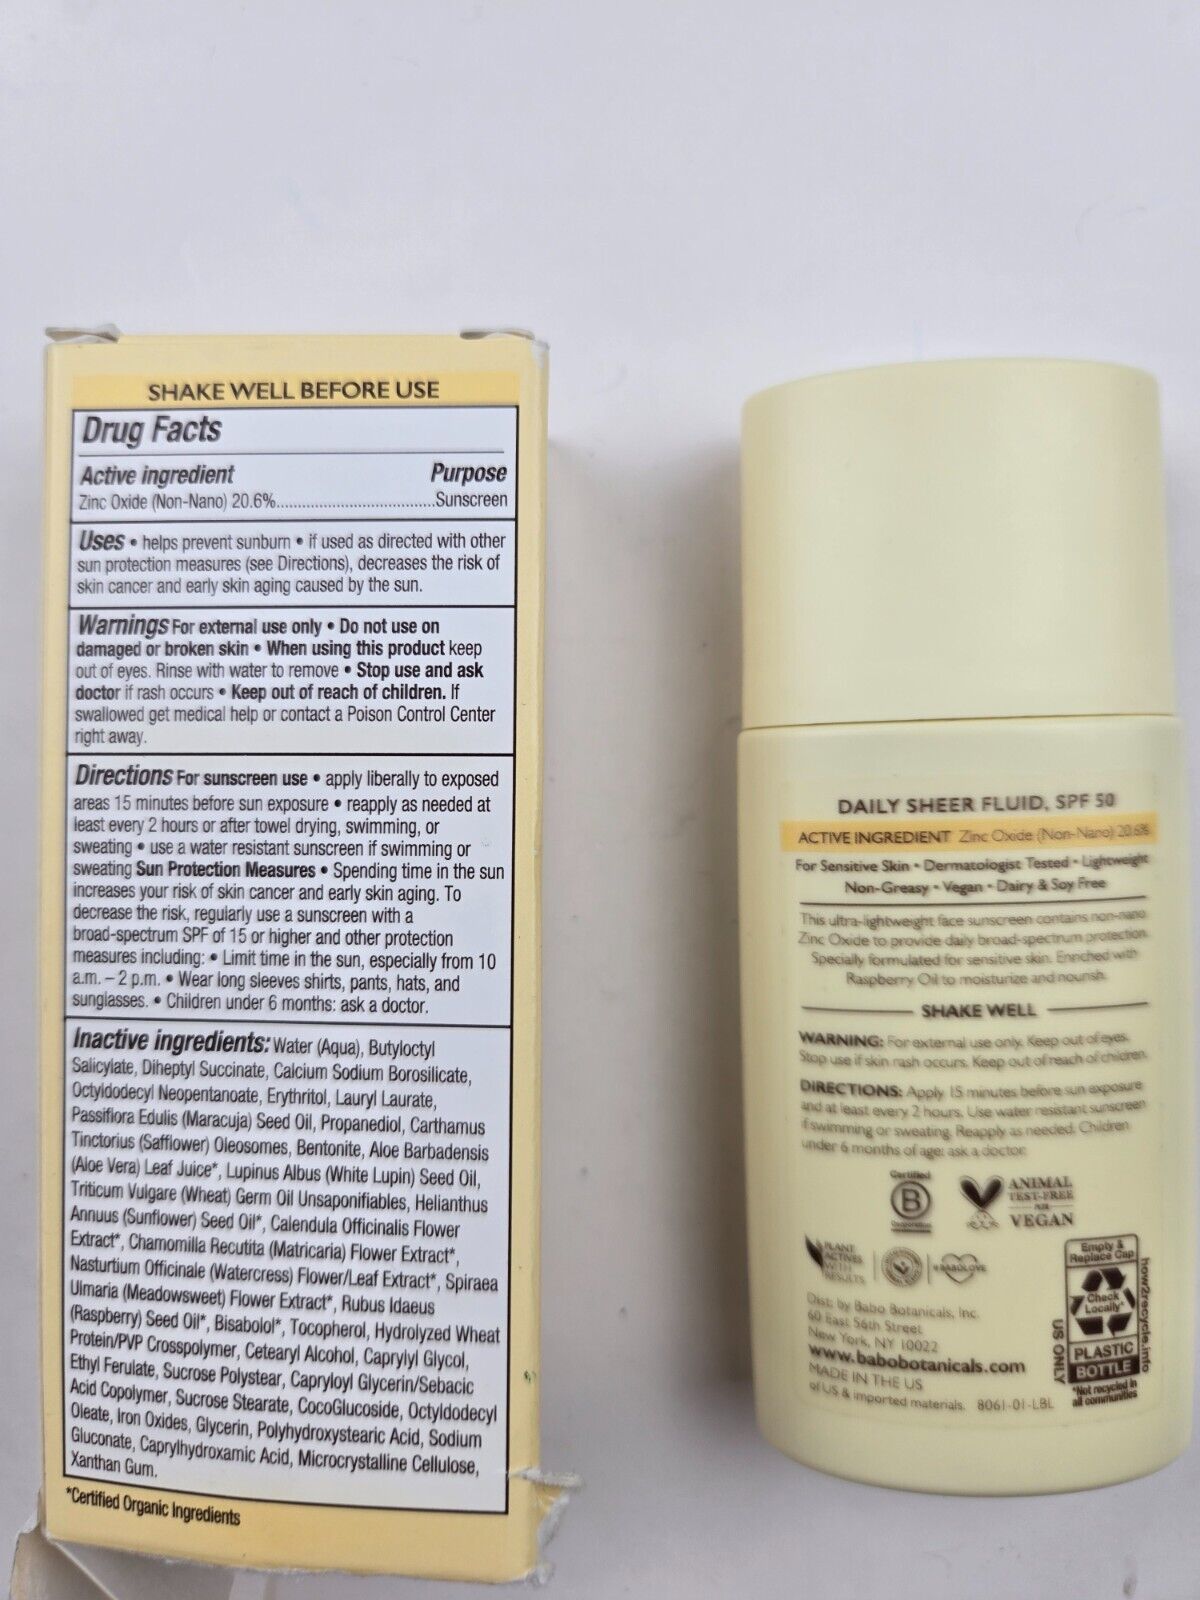 SHAKE WELL BEFORE USE
Drug Facts
Active ingredient Purpose
Zinc Oxide (Non-Nano) 20.6%......................................Sunscreen
Uses • helps prevent sunburn • if used as directed with other
sun protection measures (see Directions), decreases the risk of
skin cancer and early skin aging caused by the sun.
Warnings For external use only • Do not use on
damaged or broken skin • When using this product keep
out of eyes. Rinse with water to remove • Stop use and ask
doctor if rash occurs • Keep out of reach of children. If
swallowed get medical help or contact a Poison Control Center
right away.
Directions For sunscreen use • apply liberally to exposed
areas 15 minutes before sun exposure • reapply as needed at
least every 2 hours or after towel drying, swimming, or
sweating • use a water resistant sunscreen if swimming or
sweating Sun Protection Measures • Spending time in the sun
increases your risk of skin cancer and early skin aging. To
decrease the risk, regularly use a sunscreen with a
broad-spectrum SPF of 15 or higher and other protection
measures including: • Limit time in the sun, especially from 10
a.m. – 2 p.m. • Wear long sleeves shirts, pants, hats, and
sunglasses. • Children under 6 months: ask a doctor.
Inactive ingredients: Water (Aqua), Butyloctyl
Salicylate, Diheptyl Succinate, Calcium Sodium Borosilicate,
Octyldodecyl Neopentanoate, Erythritol, Lauryl Laurate,
Passiflora Edulis (Maracuja) Seed Oil, Propanediol, Carthamus
Tinctorius (Safflower) Oleosomes, Bentonite, Aloe Barbadensis
(Aloe Vera) Leaf Juice*, Lupinus Albus (White Lupin) Seed Oil,
Triticum Vulgare (Wheat) Germ Oil Unsaponifiables, Helianthus
Annuus (Sunflower) Seed Oil*, Calendula Officinalis Flower
Extract*, Chamomilla Recutita (Matricaria) Flower Extract*,
Nasturtium Officinale (Watercress) Flower/Leaf Extract*, Spiraea
Ulmaria (Meadowsweet) Flower Extract*, Rubus Idaeus
(Raspberry) Seed Oil*, Bisabolol*, Tocopherol, Hydrolyzed Wheat
Protein/PVP Crosspolymer, Cetearyl Alcohol, Caprylyl Glycol,
Ethyl Ferulate, Sucrose Polystear, Capryloyl Glycerin/Sebacic
Acid Copolymer, Sucrose Stearate, CocoGlucoside, Octyldodecyl
Oleate, Iron Oxides, Glycerin, Polyhydroxystearic Acid, Sodium
Gluconate, Caprylhydroxamic Acid, Microcrystalline Cellulose,
Xanthan Gum.
*Certified Organic Ingredients
DAILY SHEER FLUID, SPF 50
ACTIVE INGREDIENT Zinc Oxide (Non-Nano) 20.6%
For Sensitive Skin • Dermatologist Tested • Lightweight
Non-Greasy • Vegan • Dairy & Soy Free
This ultra-lightweight face sunscreen contains non-nano
Zinc Oxide to provide daily broad-spectrum protection.
Specially formulated for sensitive skin. Enriched with
Raspberry Oil to moisturize and nourish.
SHAKE WELL
WARNING: For external use only. Keep out of eyes.
Stop use if skin rash occurs. Keep out of reach of children.
DIRECTIONS: Apply 15 minutes before sun exposure
and at least every 2 hours. Use water resistant sunscreen
if swimming or sweating. Reapply as needed. Children
under 6 months of age: ask a doctor.
Certified
B
Corporation
ANIMAL
TEST-FREE
VEGAN
PLANT
ACTIVES
WITH
RESULTS
#BABOLOVE
Dist. by Babo Botanicals, Inc.
60 East 56th Street
New York, NY 10022
www.babobotanicals.com
MADE IN THE US
of US & imported materials. 8061-01-LBL
Empty &
Replace Cap
Check
Locally*
PLASTIC
BOTTLE
*Not recycled in
all communities
US ONLY
how2recycle.info